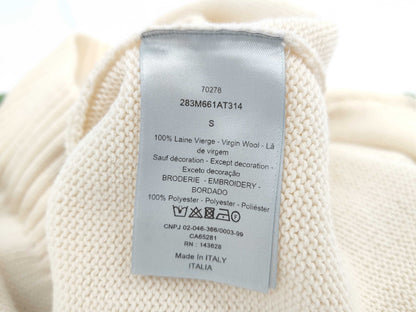 70278
283M661AT314
S
100% Laine Vierge - Virgin Wool - Lã
de virgem
Sauf décoration - Except decoration -
Exceto decoração
BRODERIE - EMBROIDERY -
BORDADO
100% Polyester - Polyester - Poliéster
CNPJ 02-046-366/0003-99
CA65281
RN : 143628
Made In ITALY
ITALIA